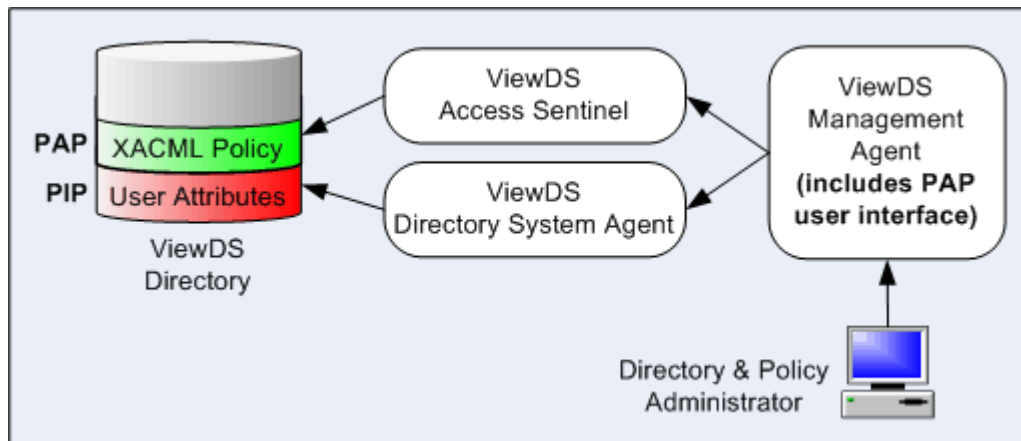 PAP
XACML Policy
PIP
User Attributes
ViewDS
Directory
ViewDS
Access Sentinel
ViewDS
Directory System Agent
ViewDS
Management
Agent
(includes PAP
user interface)
Directory & Policy
Administrator